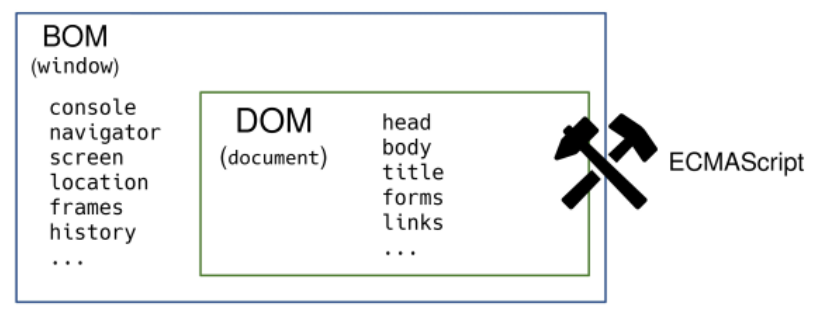 BOM
(window)
console
navigator
screen
location
frames
history
...
DOM
(document)
head
body
title
forms
links
...
ECMAScript